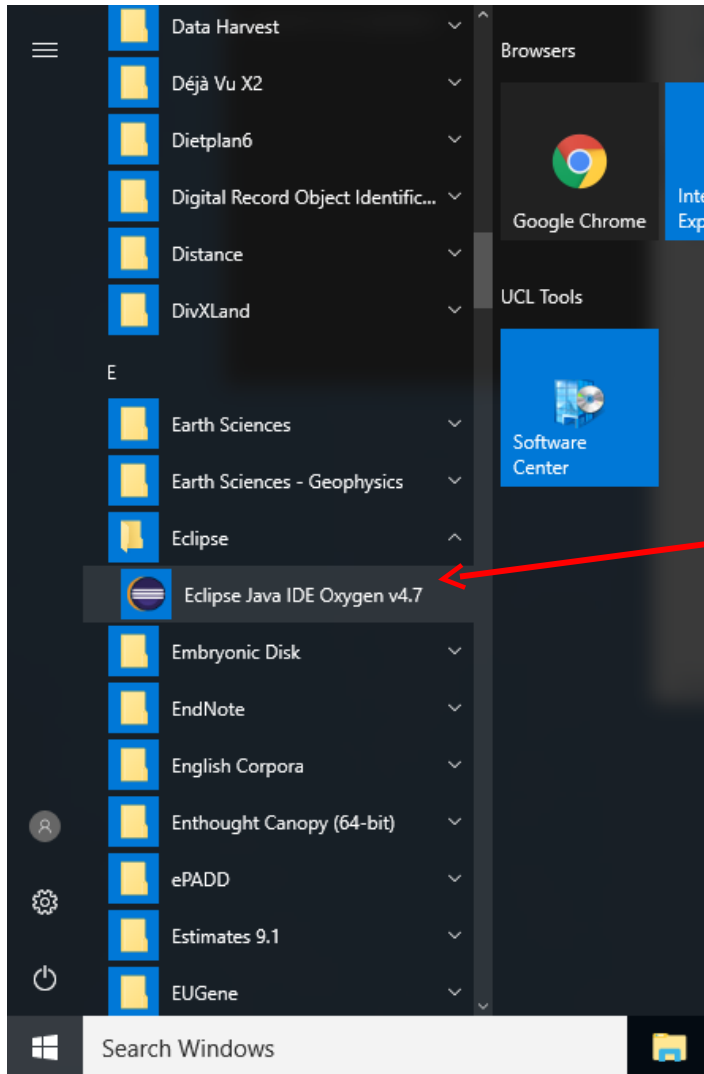 Data Harvest
Déjà Vu X2
Dietplan6
Digital Record Object Identific...
Distance
DivXLand
E
Earth Sciences
Earth Sciences - Geophysics
Eclipse
Eclipse Java IDE Oxygen v4.7
Embryonic Disk
EndNote
English Corpora
Enthought Canopy (64-bit)
ePADD
Estimates 9.1
EUGene
Search Windows
Browsers
Google Chrome
Inte
Exp
UCL Tools
Software
Center